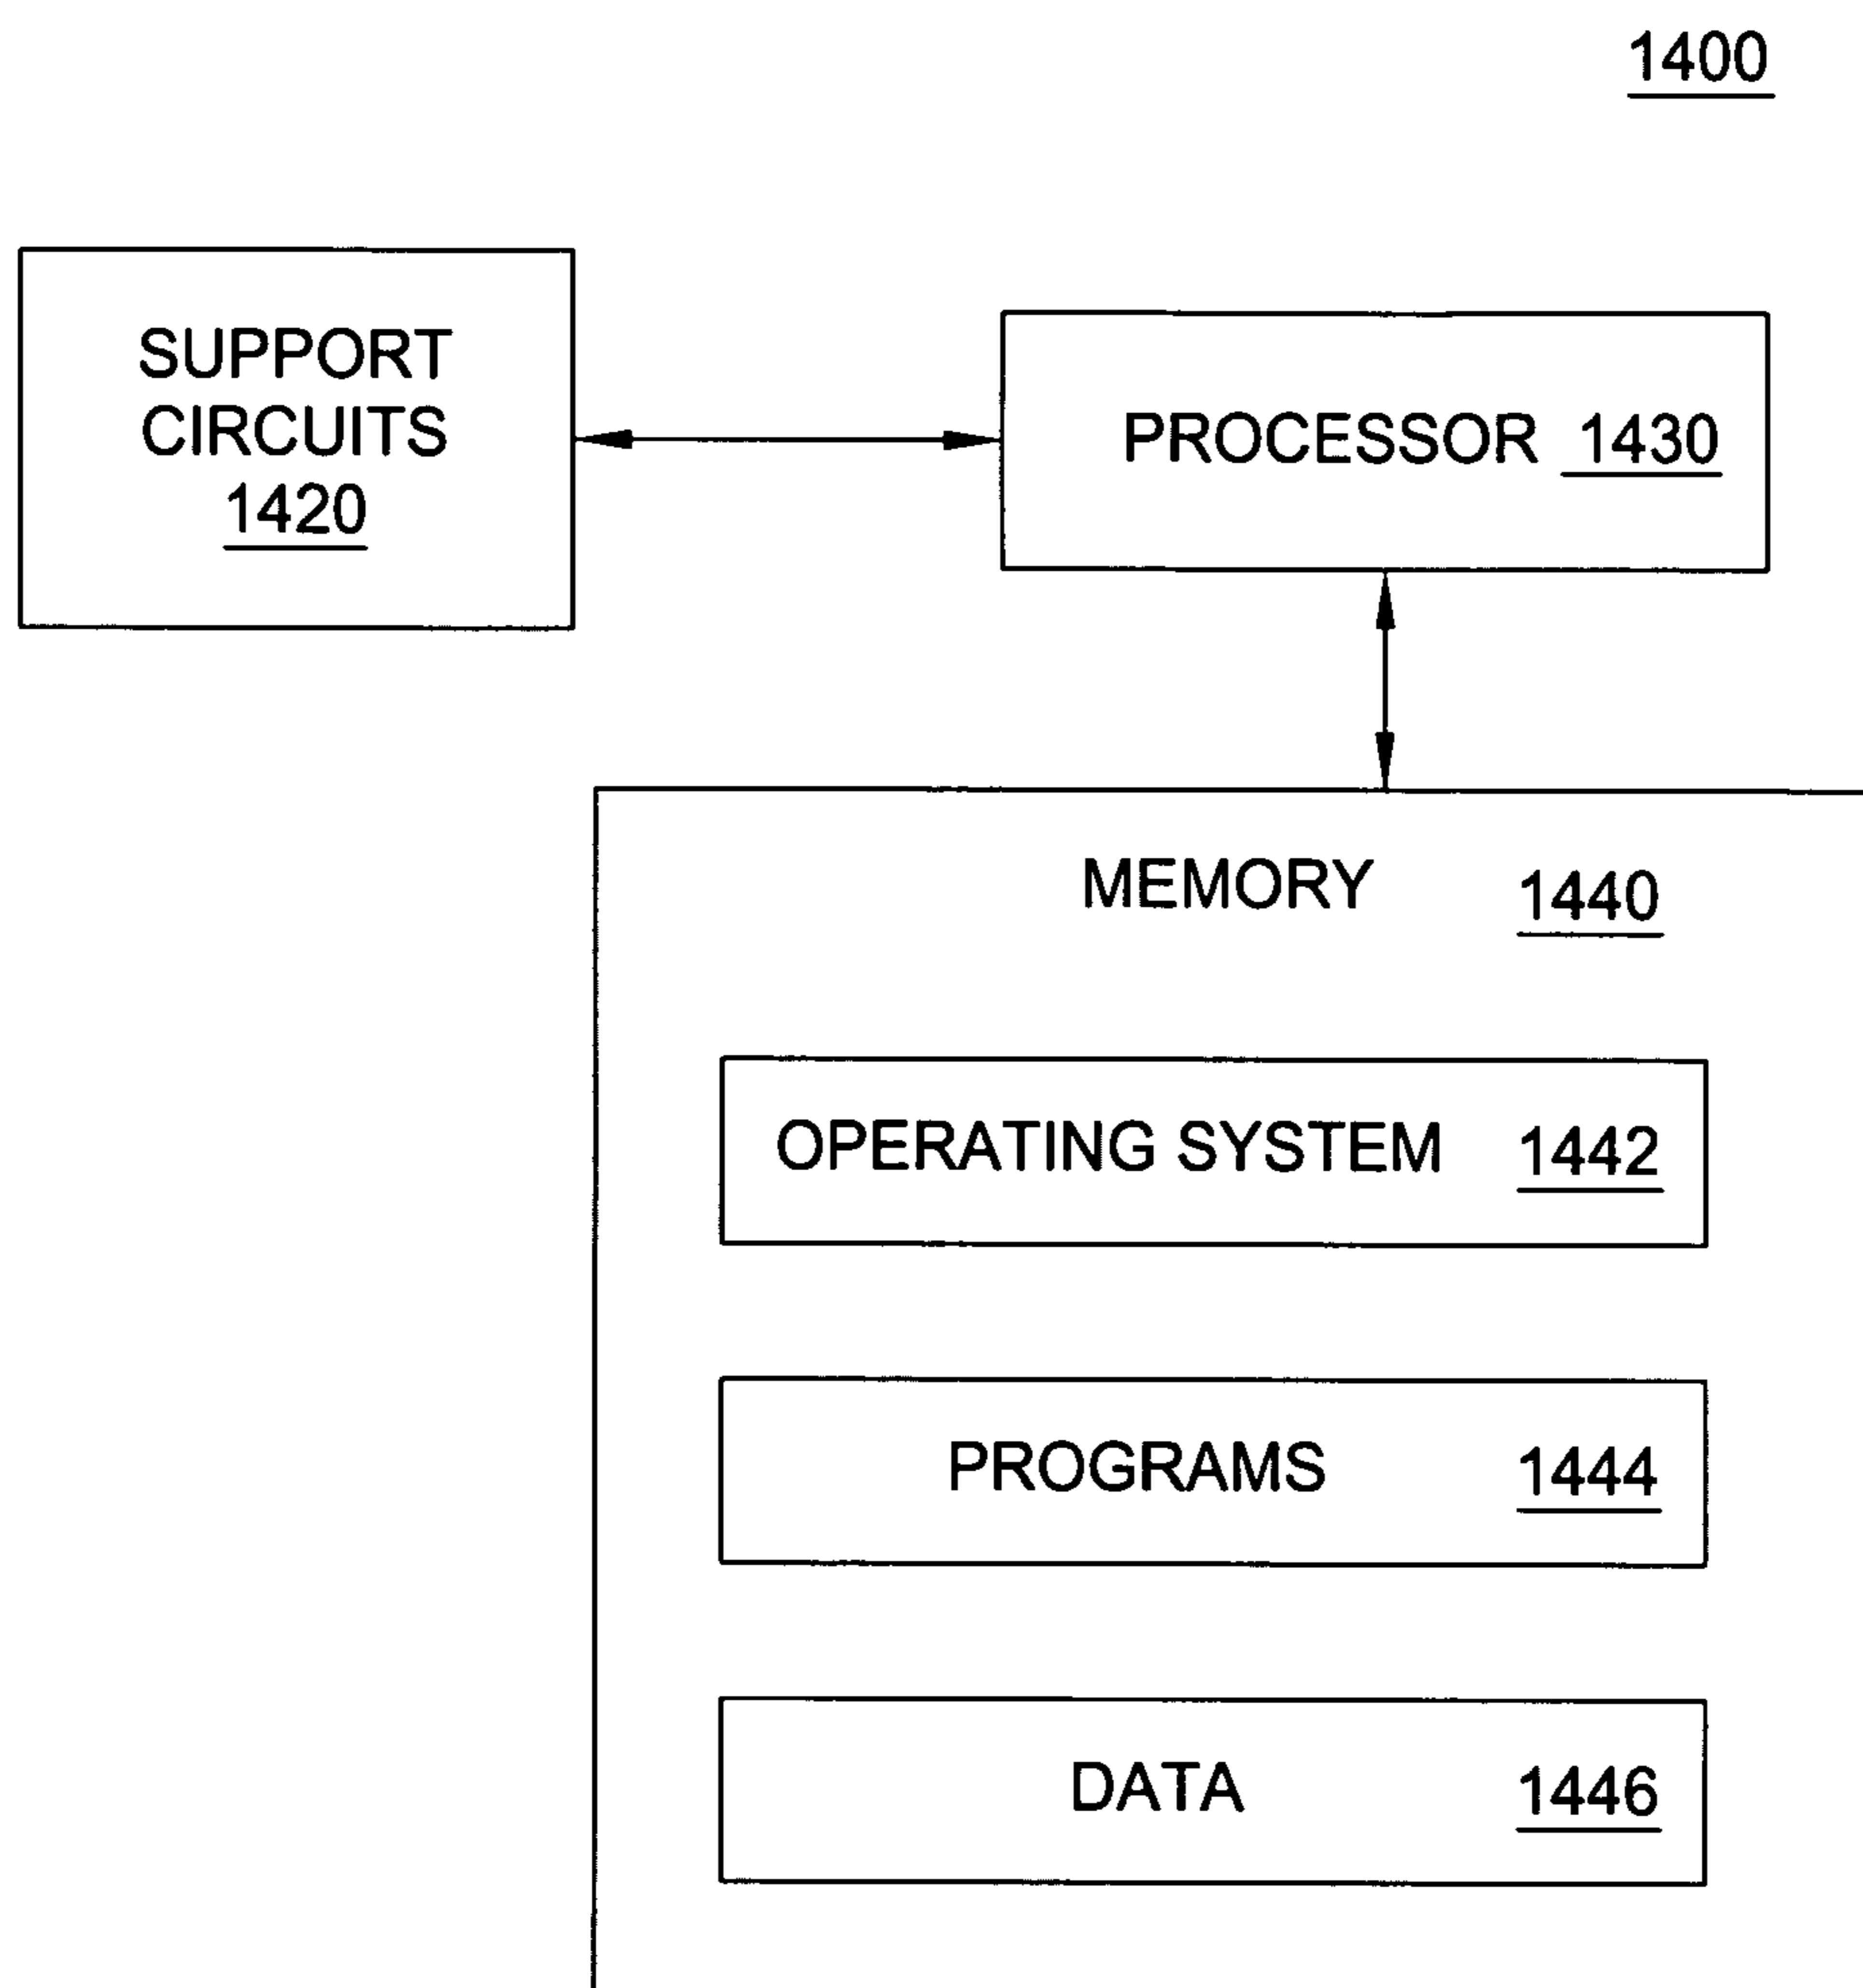 1400
SUPPORT
CIRCUITS
1420
PROCESSOR 1430
MEMORY 1440
OPERATING SYSTEM 1442
PROGRAMS 1444
DATA 1446